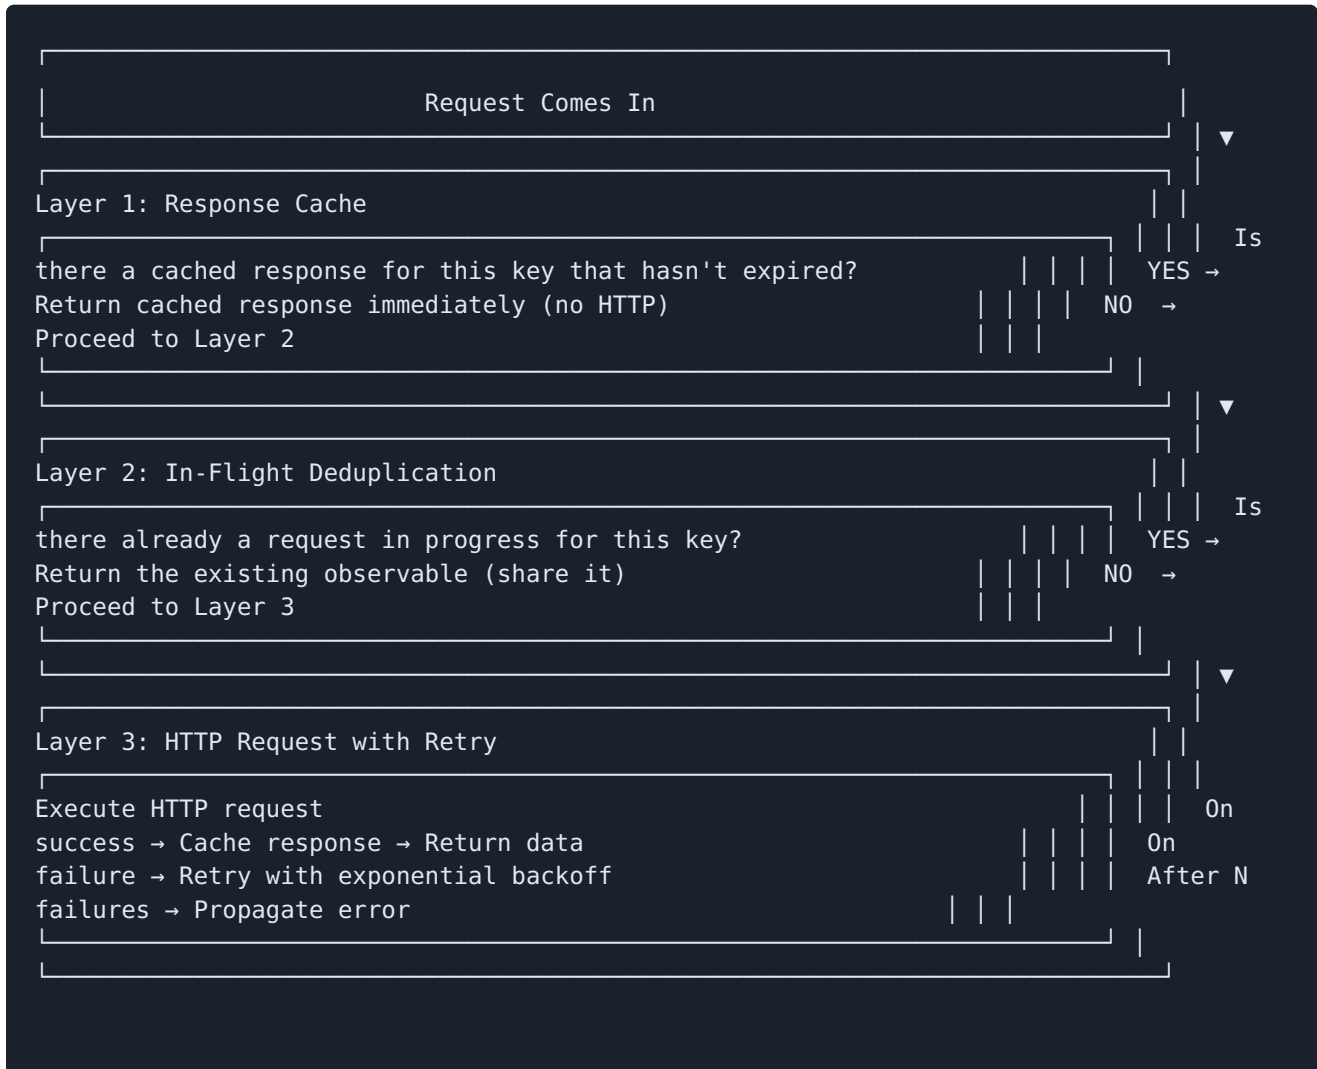 Request Comes In
▼
Layer 1: Response Cache
Is
there a cached response for this key that hasn't expired? YES →
Return cached response immediately (no HTTP) NO →
Proceed to Layer 2
▼
Layer 2: In-Flight Deduplication
Is
there already a request in progress for this key? YES →
Return the existing observable (share it) NO →
Proceed to Layer 3
▼
Layer 3: HTTP Request with Retry
Execute HTTP request On
success → Cache response → Return data On
failure → Retry with exponential backoff After N
failures → Propagate error